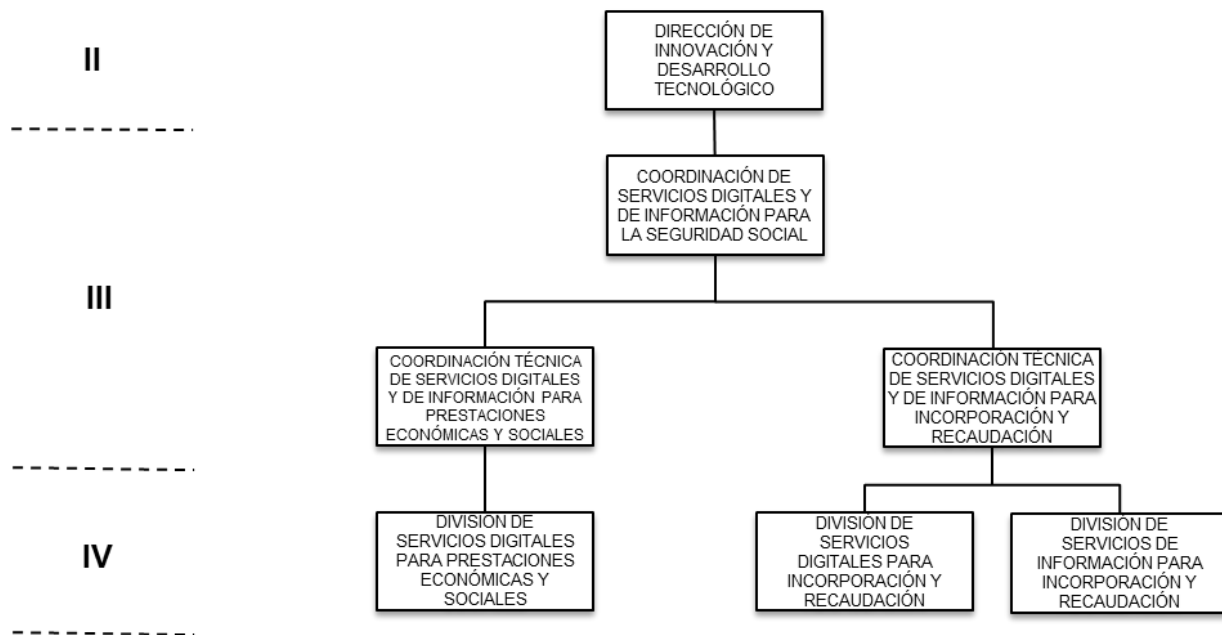 II
DIRECCIÓN DE
INNOVACIÓN Y
DESARROLLO
TECNOLÓGICO
III
COORDINACIÓN DE
SERVICIOS DIGITALES Y
DE INFORMACIÓN PARA
LA SEGURIDAD SOCIAL
COORDINACIÓN TÉCNICA
DE SERVICIOS DIGITALES
Y DE INFORMACIÓN PARA
PRESTACIONES
ECONÓMICAS Y SOCIALES
COORDINACIÓN TÉCNICA
DE SERVICIOS DIGITALES
Y DE INFORMACIÓN PARA
INCORPORACIÓN Y
RECAUDACIÓN
IV
DIVISIÓN DE
SERVICIOS DIGITALES
PARA PRESTACIONES
ECONÓMICAS Y
SOCIALES
DIVISIÓN DE
SERVICIOS
DIGITALES PARA
INCORPORACIÓN Y
RECAUDACIÓN
DIVISIÓN DE
SERVICIOS DE
INFORMACIÓN PARA
INCORPORACIÓN Y
RECAUDACIÓN